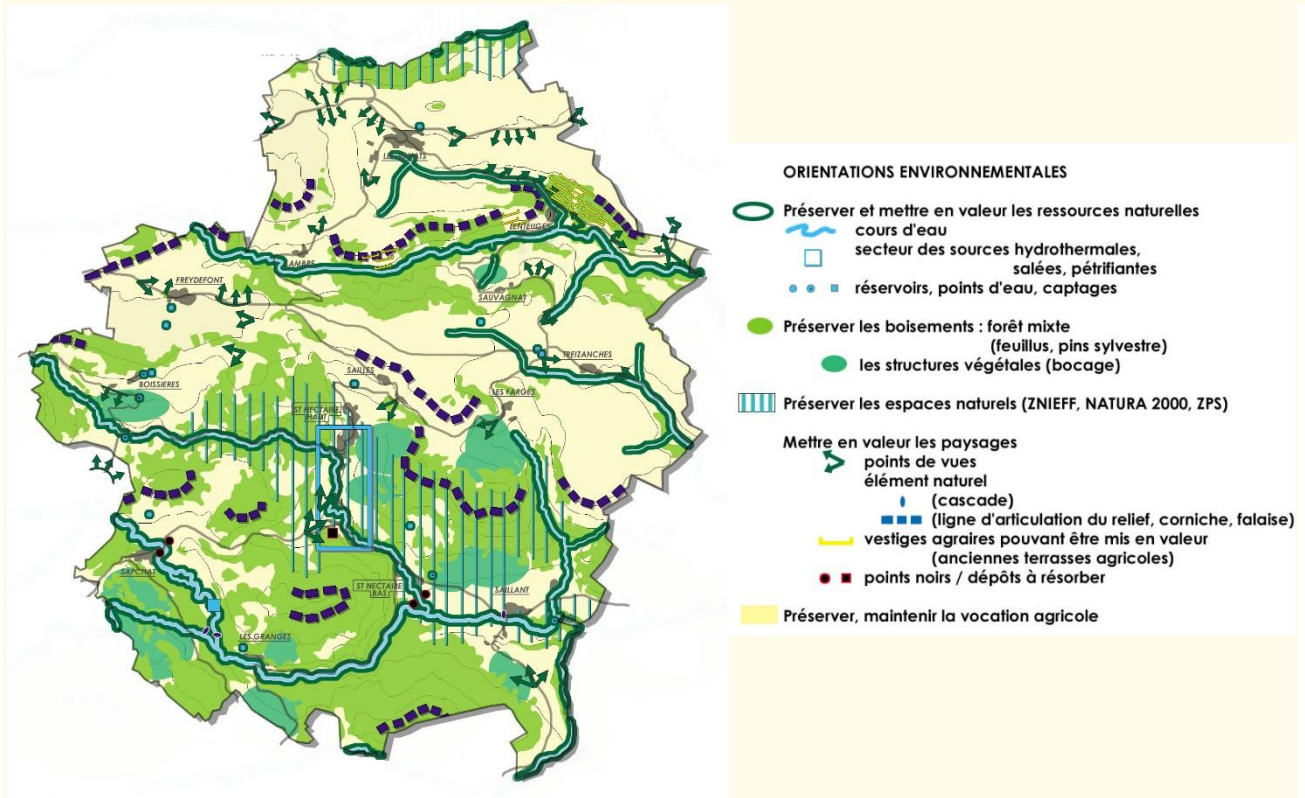 LENTEUGES
AMBRE
FREYDEFONT
SAUVAGNAT
TREIZANCHES
SAILLES
BOISSIERES
LES FARGES
ST NECTAIRE
HAUT
SAPCHAT
ST NECTAIRE
BAS
SAILLANT
LES GRANGES
ORIENTATIONS ENVIRONNEMENTALES
Préserver et mettre en valeur les ressources naturelles
cours d'eau
secteur des sources hydrothermales,
salées, pétrifiantes
réservoirs, points d'eau, captages
Préserver les boisements : forêt mixte
(feuillus, pins sylvestre)
les structures végétales (bocage)
Préserver les espaces naturels (ZNIEFF, NATURA 2000, ZPS)
Mettre en valeur les paysages
points de vues
élément naturel
(cascade)
(ligne d'articulation du relief, corniche, falaise)
vestiges agraires pouvant être mis en valeur
(anciennes terrasses agricoles)
points noirs / dépôts à résorber
Préserver, maintenir la vocation agricole